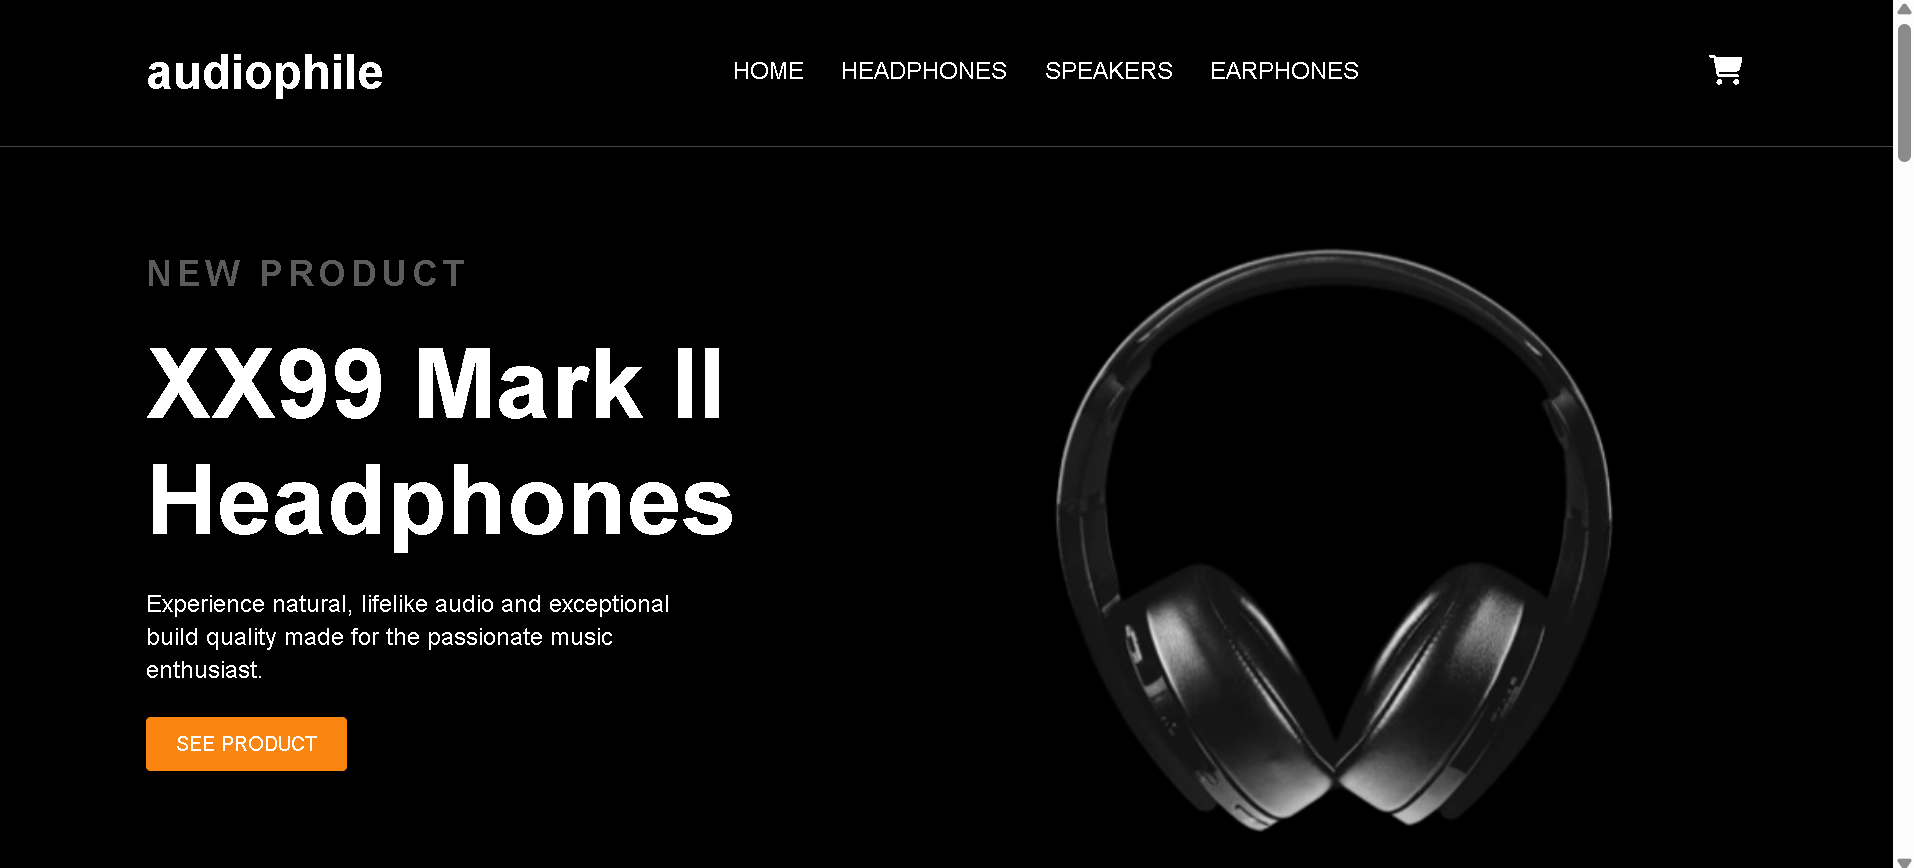 audiophile
HOME HEADPHONES SPEAKERS EARPHONES
NEW PRODUCT
XX99 Mark II
Headphones
Experience natural, lifelike audio and exceptional
build quality made for the passionate music
enthusiast.
SEE PRODUCT